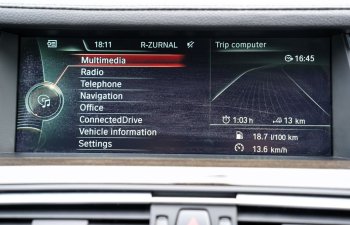 18:11 R-ZURNAL Trip computer
16:45
Multimedia
Radio
Telephone
Navigation
Office
ConnectedDrive
Vehicle information
Settings
1:03 h 13 km
18.7 l/100 km
13.6 km/h